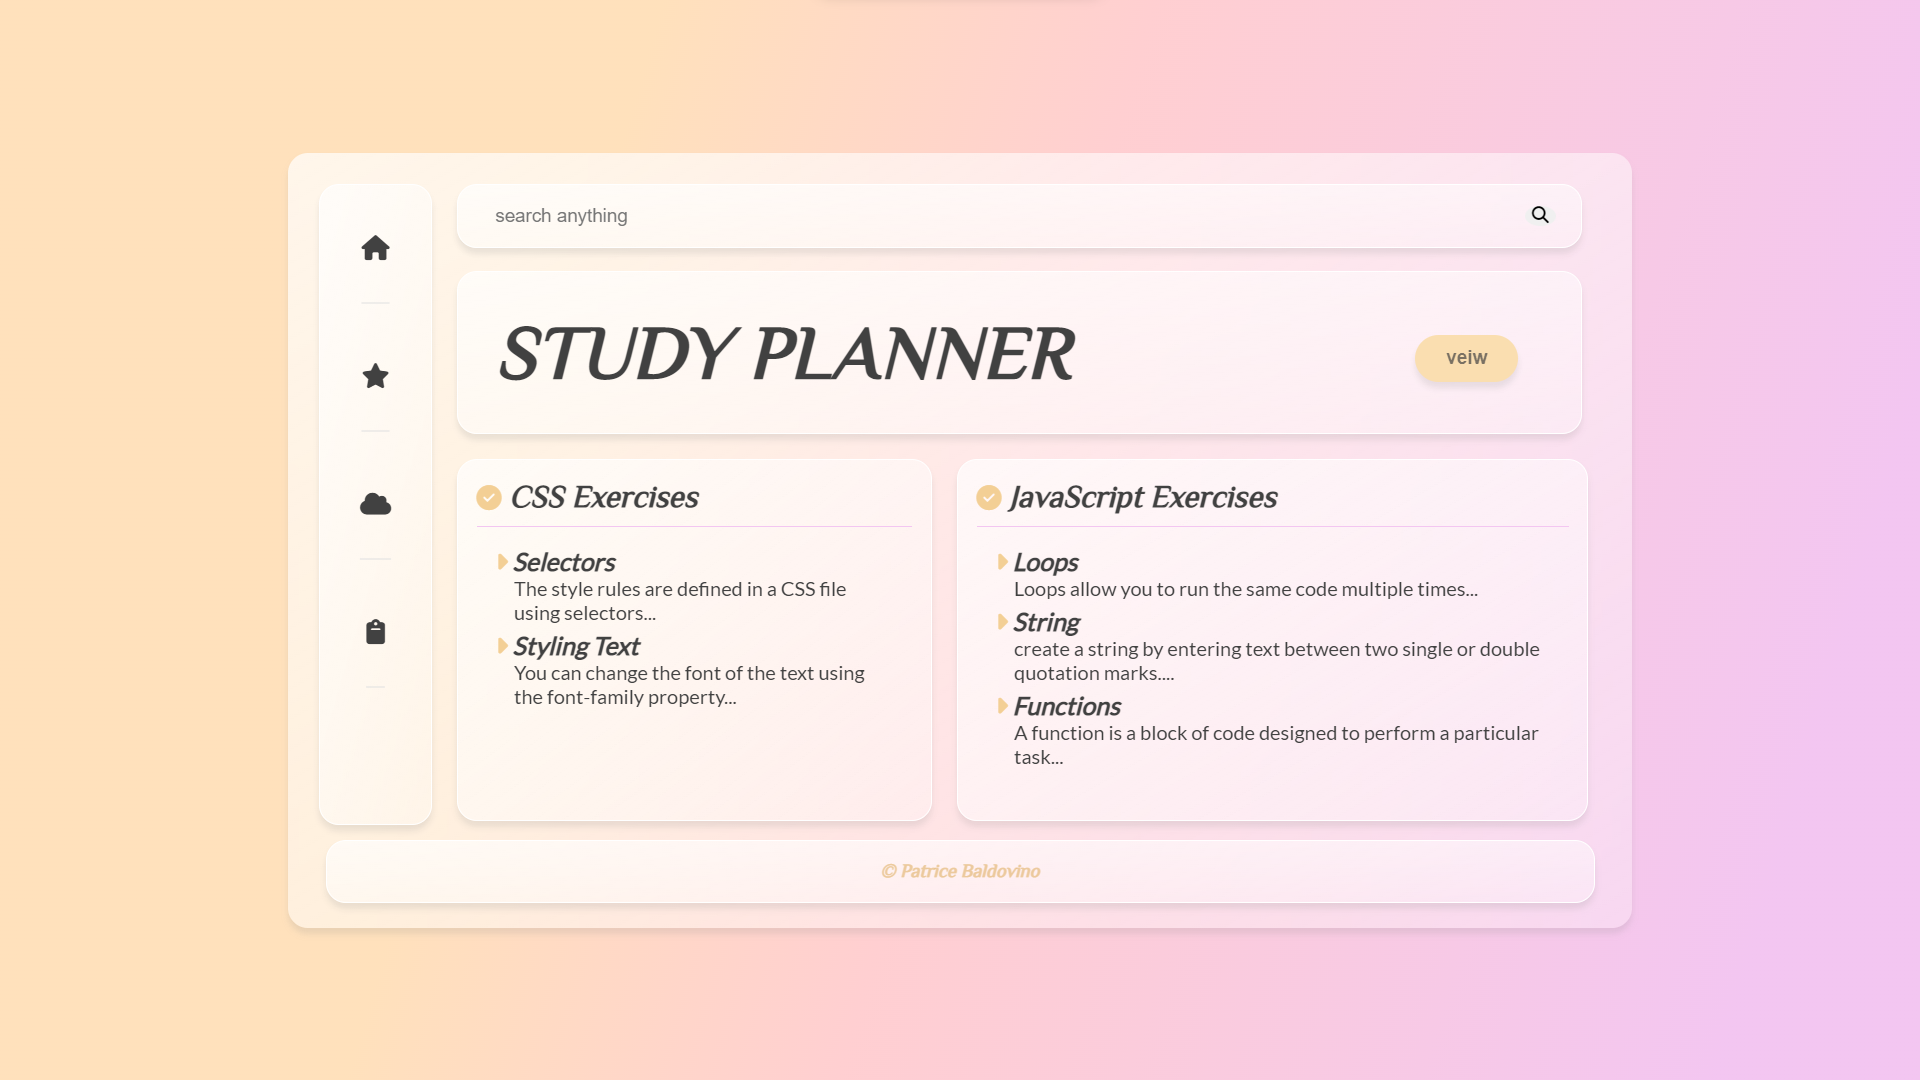 search anything
STUDY PLANNER
veiw
CSS Exercises
Selectors
The style rules are defined in a CSS file
using selectors...
Styling Text
You can change the font of the text using
the font-family property...
JavaScript Exercises
Loops
Loops allow you to run the same code multiple times...
String
create a string by entering text between two single or double
quotation marks....
Functions
A function is a block of code designed to perform a particular
task...
© Patrice Baldovino